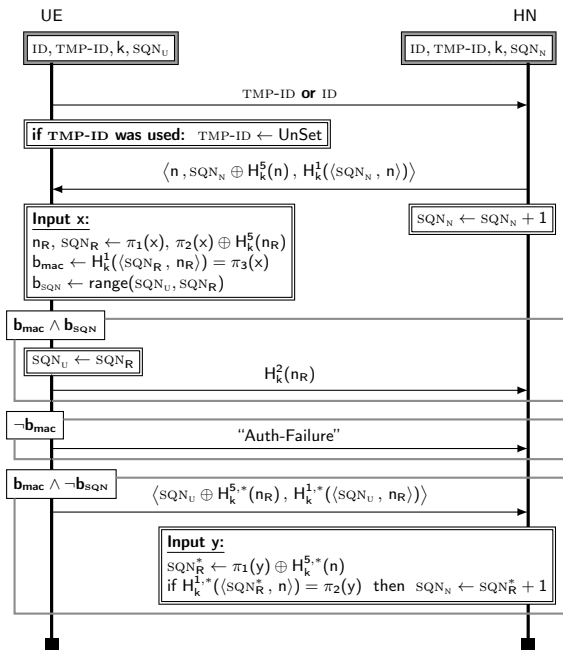 UE HN
ID, TMP-ID, k, SQN_U ID, TMP-ID, k, SQN_N
TMP-ID or ID
if TMP-ID was used: TMP-ID ← UnSet
⟨n , SQN_N ⊕ H^5_k(n) , H^1_k(⟨SQN_N , n⟩)⟩
Input x:
n_R, SQN_R ← π_1(x), π_2(x) ⊕ H^5_k(n_R)
b_mac ← H^1_k(⟨SQN_R , n_R⟩) = π_3(x)
b_SQN ← range(SQN_U, SQN_R)
SQN_N ← SQN_N + 1
b_mac ∧ b_SQN
SQN_U ← SQN_R
H^2_k(n_R)
¬b_mac
“Auth-Failure”
b_mac ∧ ¬b_SQN
⟨SQN_U ⊕ H^{5,*}_k(n_R) , H^{1,*}_k(⟨SQN_U , n_R⟩)⟩
Input y:
SQN^*_R ← π_1(y) ⊕ H^{5,*}_k(n)
if H^{1,*}_k(⟨SQN^*_R , n⟩) = π_2(y) then SQN_N ← SQN^*_R + 1